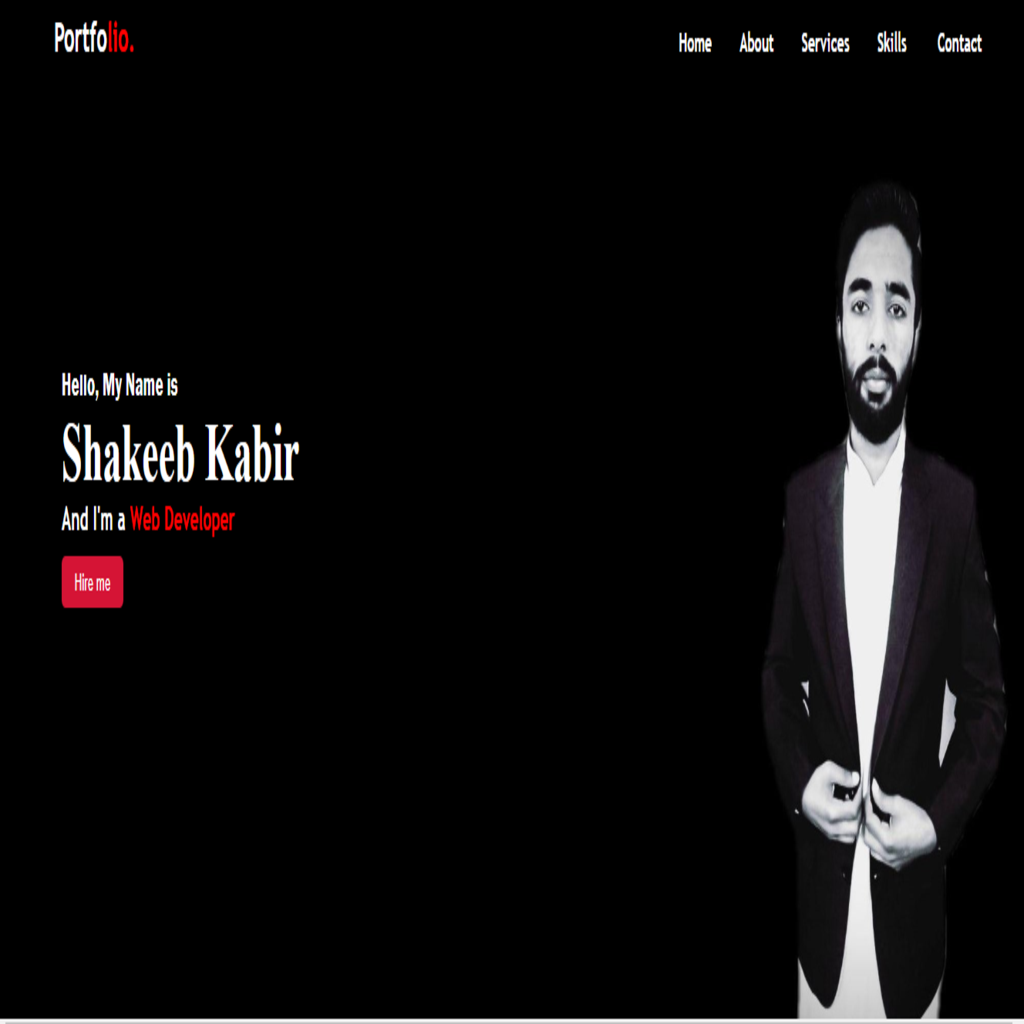 Portfolio.
Home About Services Skills Contact
Hello, My Name is
Shakeeb Kabir
And I'm a Web Developer
Hire me